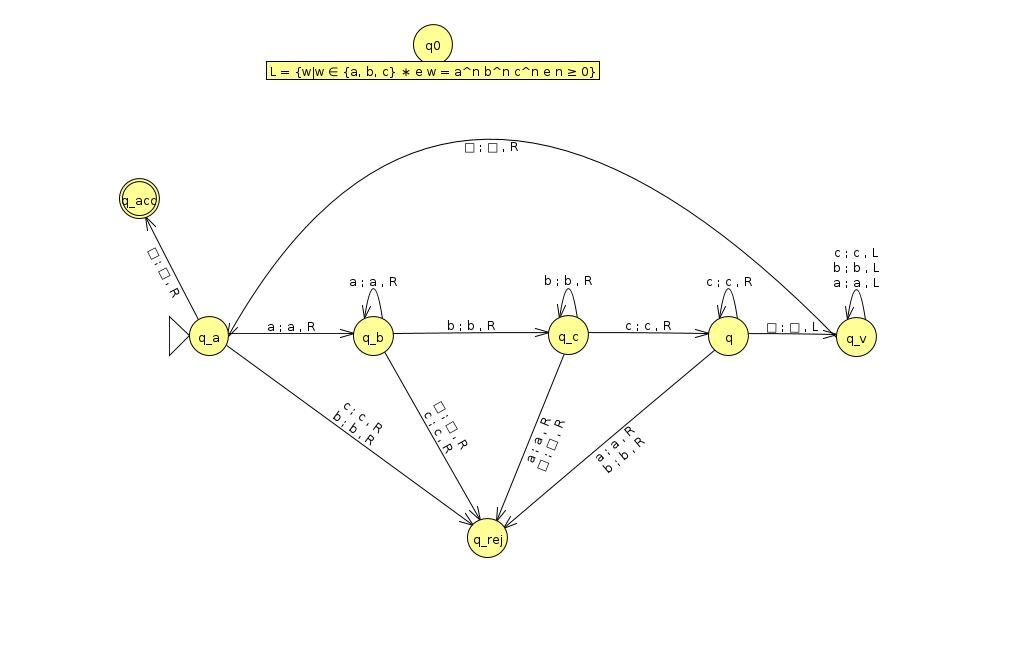 q0
L = {w|w ∈ {a, b, c} ∗ e w = a^n b^n c^n e n ≥ 0}
□ ; □ , R
q_acc
□ ; □ , R
c ; c , L
b ; b , L
a ; a , L
a ; a , R
b ; b , R
c ; c , R
q_a
a ; a , R
q_b
b ; b , R
q_c
c ; c , R
q
□ ; □ , L
q_v
c ; c , R
b ; b , R
□ ; □ , R
c ; c , R
a ; a , R
□ ; □ , R
a ; a , R
b ; b , R
q_rej